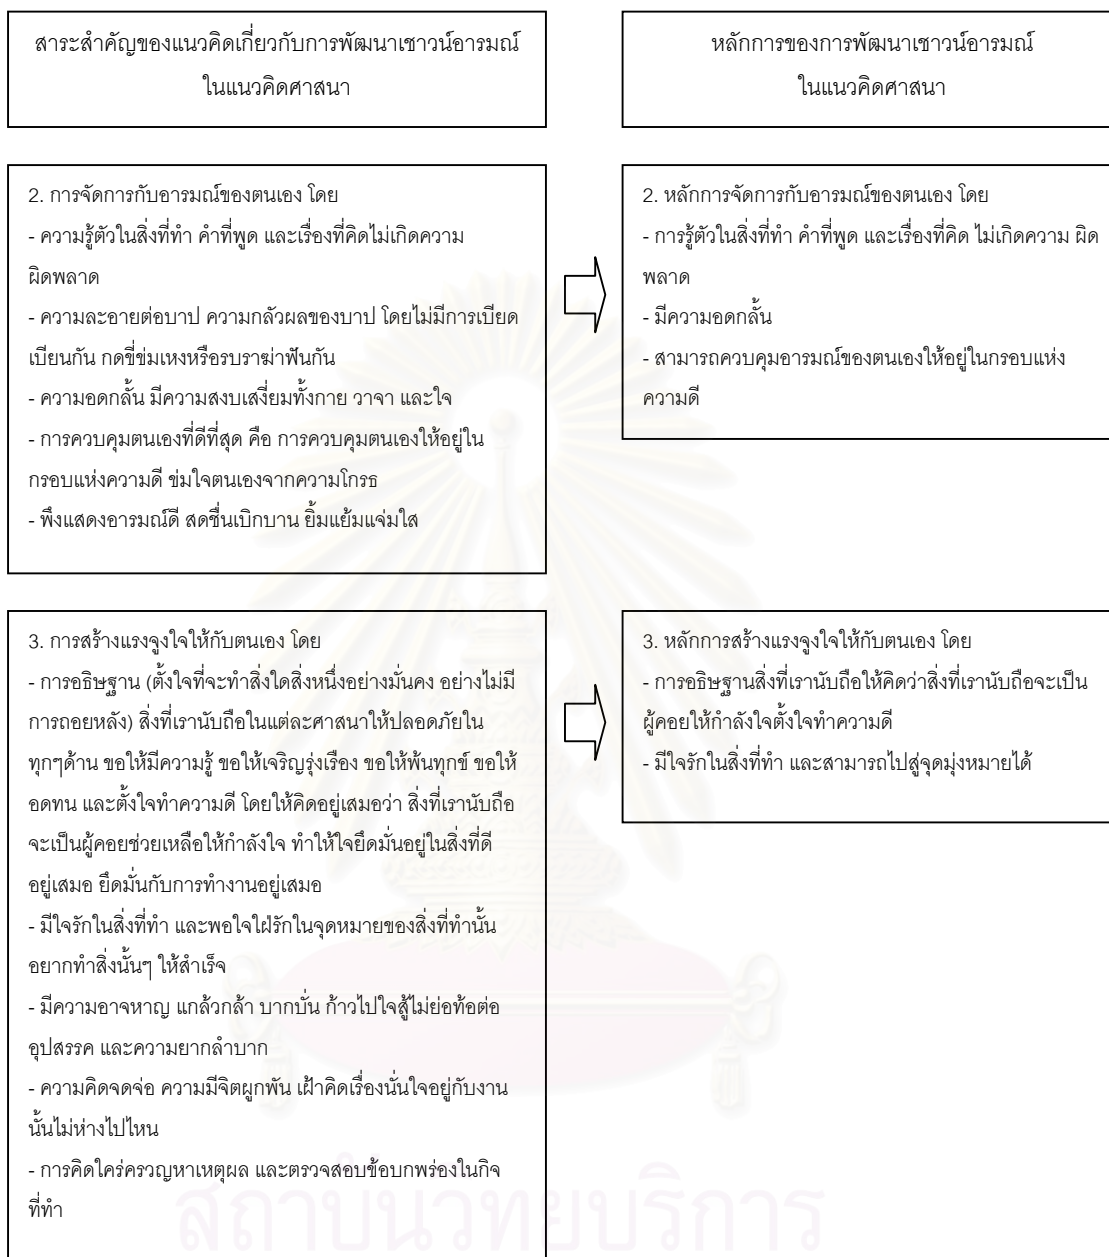 สาระสำคัญของแนวคิดเกี่ยวกับการพัฒนาเชาวน์อารมณ์
ในแนวคิดศาสนา
หลักการของการพัฒนาเชาวน์อารมณ์
ในแนวคิดศาสนา
2. การจัดการกับอารมณ์ของตนเอง โดย
- ความรู้ตัวในสิ่งที่ทำ คำที่พูด และเรื่องที่คิดไม่เกิดความ
ผิดพลาด
- ความละอายต่อบาป ความกลัวผลของบาป โดยไม่มีการเบียด
เบียนกัน กดขี่ข่มเหงหรือรบราฆ่าฟันกัน
- ความอดกลั้น มีความสงบเสงี่ยมทั้งกาย วาจา และใจ
- การควบคุมตนเองที่ดีที่สุด คือ การควบคุมตนเองให้อยู่ใน
กรอบแห่งความดี ข่มใจตนเองจากความโกรธ
- พึงแสดงอารมณ์ดี สดชื่นเบิกบาน ยิ้มแย้มแจ่มใส
2. หลักการจัดการกับอารมณ์ของตนเอง โดย
- การรู้ตัวในสิ่งที่ทำ คำที่พูด และเรื่องที่คิด ไม่เกิดความ ผิด
พลาด
- มีความอดกลั้น
- สามารถควบคุมอารมณ์ของตนเองให้อยู่ในกรอบแห่ง
ความดี
3. การสร้างแรงจูงใจให้กับตนเอง โดย
- การอธิษฐาน (ตั้งใจที่จะทำสิ่งใดสิ่งหนึ่งอย่างมั่นคง อย่างไม่มี
การถอยหลัง) สิ่งที่เรานับถือในแต่ละศาสนาให้ปลอดภัยใน
ทุกๆด้าน ขอให้มีความรู้ ขอให้เจริญรุ่งเรือง ขอให้พ้นทุกข์ ขอให้
อดทน และตั้งใจทำความดี โดยให้คิดอยู่เสมอว่า สิ่งที่เรานับถือ
จะเป็นผู้คอยช่วยเหลือให้กำลังใจ ทำให้ใจยึดมั่นอยู่ในสิ่งที่ดี
อยู่เสมอ ยึดมั่นกับการทำงานอยู่เสมอ
- มีใจรักในสิ่งที่ทำ และพอใจใฝ่รักในจุดหมายของสิ่งที่ทำนั้น
อยากทำสิ่งนั้นๆ ให้สำเร็จ
- มีความอาจหาญ แกล้วกล้า บากบั่น ก้าวไปใจสู้ไม่ย่อท้อต่อ
อุปสรรค และความยากลำบาก
- ความคิดจดจ่อ ความมีจิตผูกพัน เฝ้าคิดเรื่องนั่นใจอยู่กับงาน
นั้นไม่ห่างไปไหน
- การคิดใคร่ครวญหาเหตุผล และตรวจสอบข้อบกพร่องในกิจ
ที่ทำ
3. หลักการสร้างแรงจูงใจให้กับตนเอง โดย
- การอธิษฐานสิ่งที่เรานับถือให้คิดว่าสิ่งที่เรานับถือจะเป็น
ผู้คอยให้กำลังใจตั้งใจทำความดี
- มีใจรักในสิ่งที่ทำ และสามารถไปสู่จุดมุ่งหมายได้
สถาบันวิทยบริการ